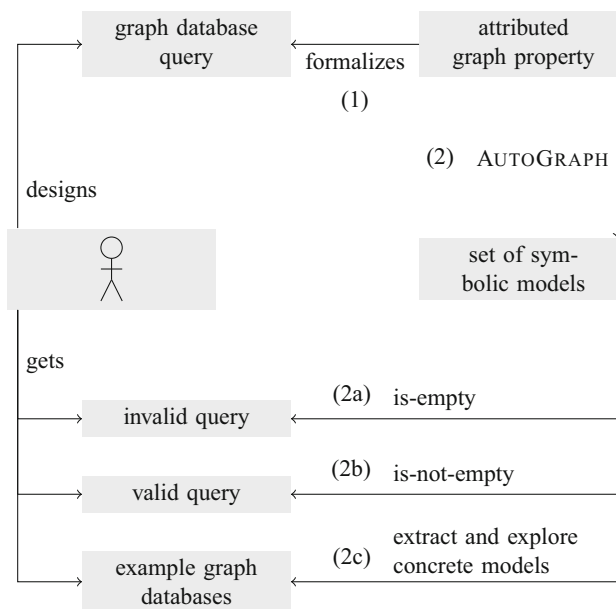 graph database
query
formalizes
(1)
attributed
graph property
(2) AUTOGRAPH
designs
set of sym-
bolic models
gets
invalid query
(2a) is-empty
valid query
(2b) is-not-empty
example graph
databases
(2c) extract and explore
concrete models